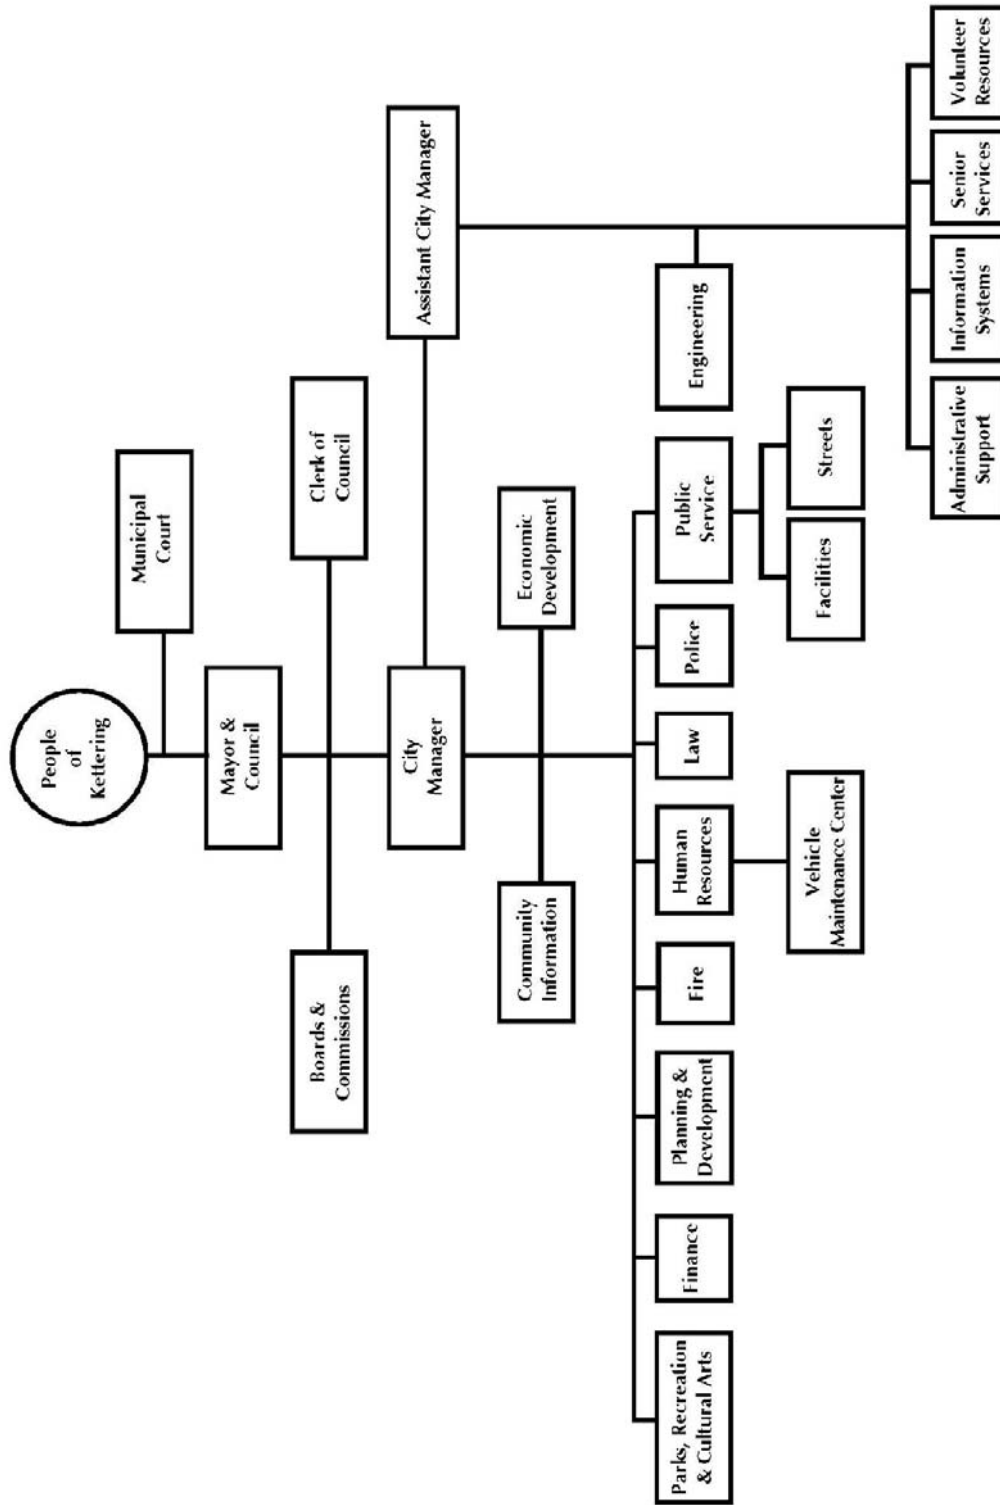 People
of
Kettering
Municipal
Court
Mayor &
Council
Boards &
Commissions
Clerk of
Council
City
Manager
Assistant City Manager
Community
Information
Economic
Development
Parks, Recreation
& Cultural Arts
Finance
Planning &
Development
Fire
Human
Resources
Law
Police
Public
Service
Engineering
Vehicle
Maintenance Center
Facilities
Streets
Administrative
Support
Information
Systems
Senior
Services
Volunteer
Resources